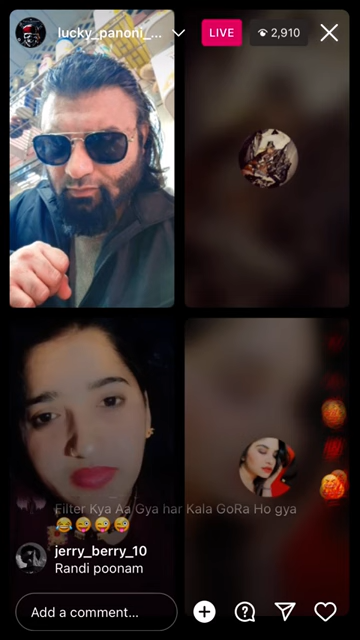 lucky_panoni_...
LIVE
2,910
Filter Kya Aa Gya har Kala GoRa Ho gya
😂😜😜😜
jerry_berry_10
Randi poonam
Add a comment...